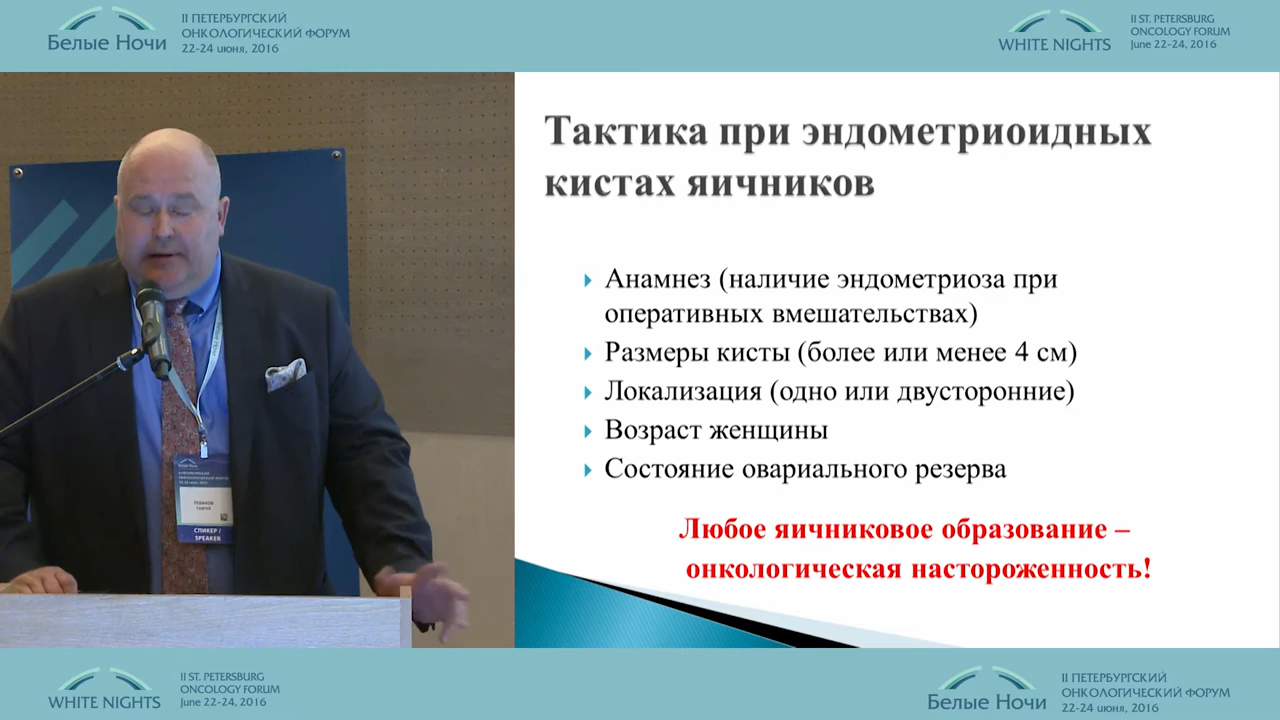 Белые Ночи
II ПЕТЕРБУРГСКИЙ
ОНКОЛОГИЧЕСКИЙ ФОРУМ
22-24 июня, 2016
WHITE NIGHTS
II ST. PETERSBURG
ONCOLOGY FORUM
June 22-24, 2016
Тактика при эндометриоидных
кистах яичников
Анамнез (наличие эндометриоза при
оперативных вмешательствах)
Размеры кисты (более или менее 4 см)
Локализация (одно или двусторонние)
Возраст женщины
Состояние овариального резерва
Любое яичниковое образование –
онкологическая настороженность!
СПИКЕР /
SPEAKER
WHITE NIGHTS
II ST. PETERSBURG
ONCOLOGY FORUM
June 22-24, 2016
Белые Ночи
II ПЕТЕРБУРГСКИЙ
ОНКОЛОГИЧЕСКИЙ ФОРУМ
22-24 июня, 2016